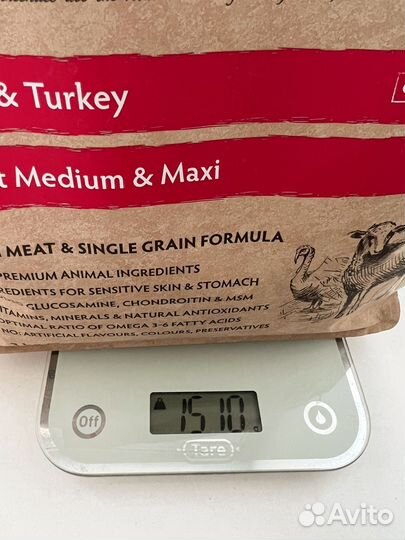 & Turkey
t Medium & Maxi
MEAT & SINGLE GRAIN FORMULA
PREMIUM ANIMAL INGREDIENTS
REDIENTS FOR SENSITIVE SKIN & STOMACH
GLUCOSAMINE, CHONDROITIN & MSM
VITAMINS, MINERALS & NATURAL ANTIOXIDANTS
OPTIMAL RATIO OF OMEGA 3-6 FATTY ACIDS
NO: ARTIFICIAL FLAVOURS, COLOURS, PRESERVATIVES
Off
1510 g
Tare
Avito